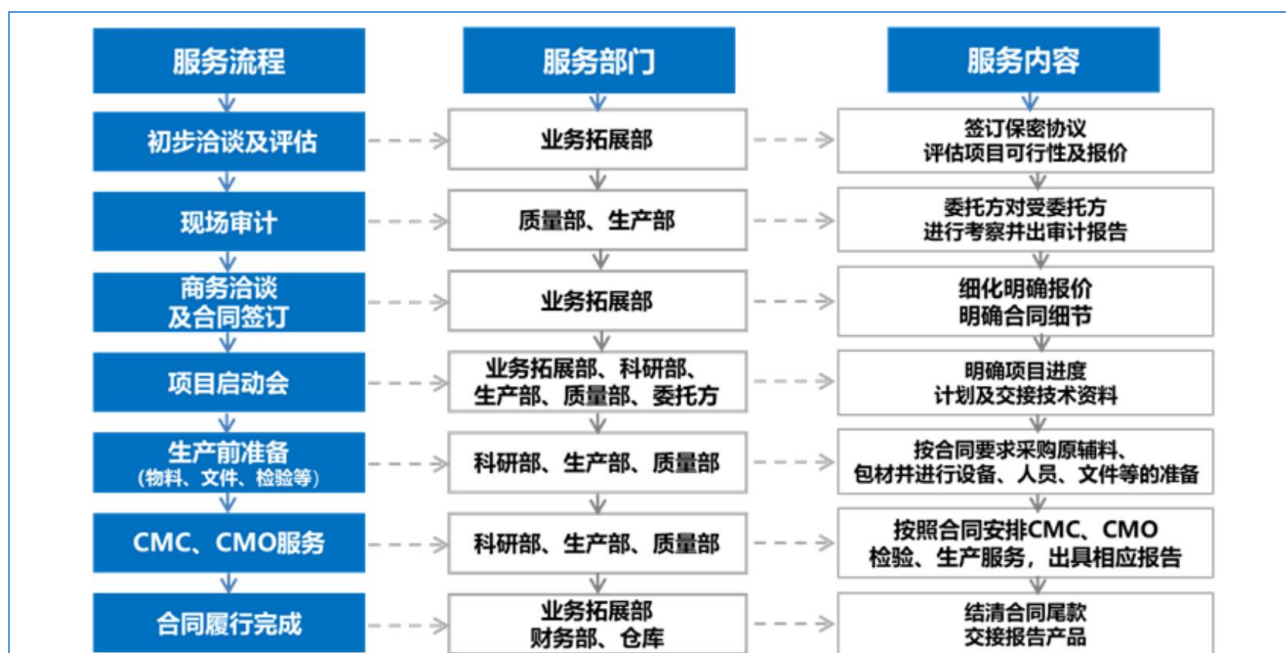 服务流程
服务部门
服务内容
初步洽谈及评估
业务拓展部
签订保密协议
评估项目可行性及报价
现场审计
质量部、生产部
委托方对受委托方
进行考察并出审计报告
商务洽谈
及合同签订
业务拓展部
细化明确报价
明确合同细节
项目启动会
业务拓展部、科研部、
生产部、质量部、委托方
明确项目进度
计划及交接技术资料
生产前准备
（物料、文件、检验等）
科研部、生产部、质量部
按合同要求采购原辅料、
包材并进行设备、人员、文件等的准备
CMC、CMO服务
科研部、生产部、质量部
按照合同安排CMC、CMO
检验、生产服务，出具相应报告
合同履行完成
业务拓展部
财务部、仓库
结清合同尾款
交接报告产品